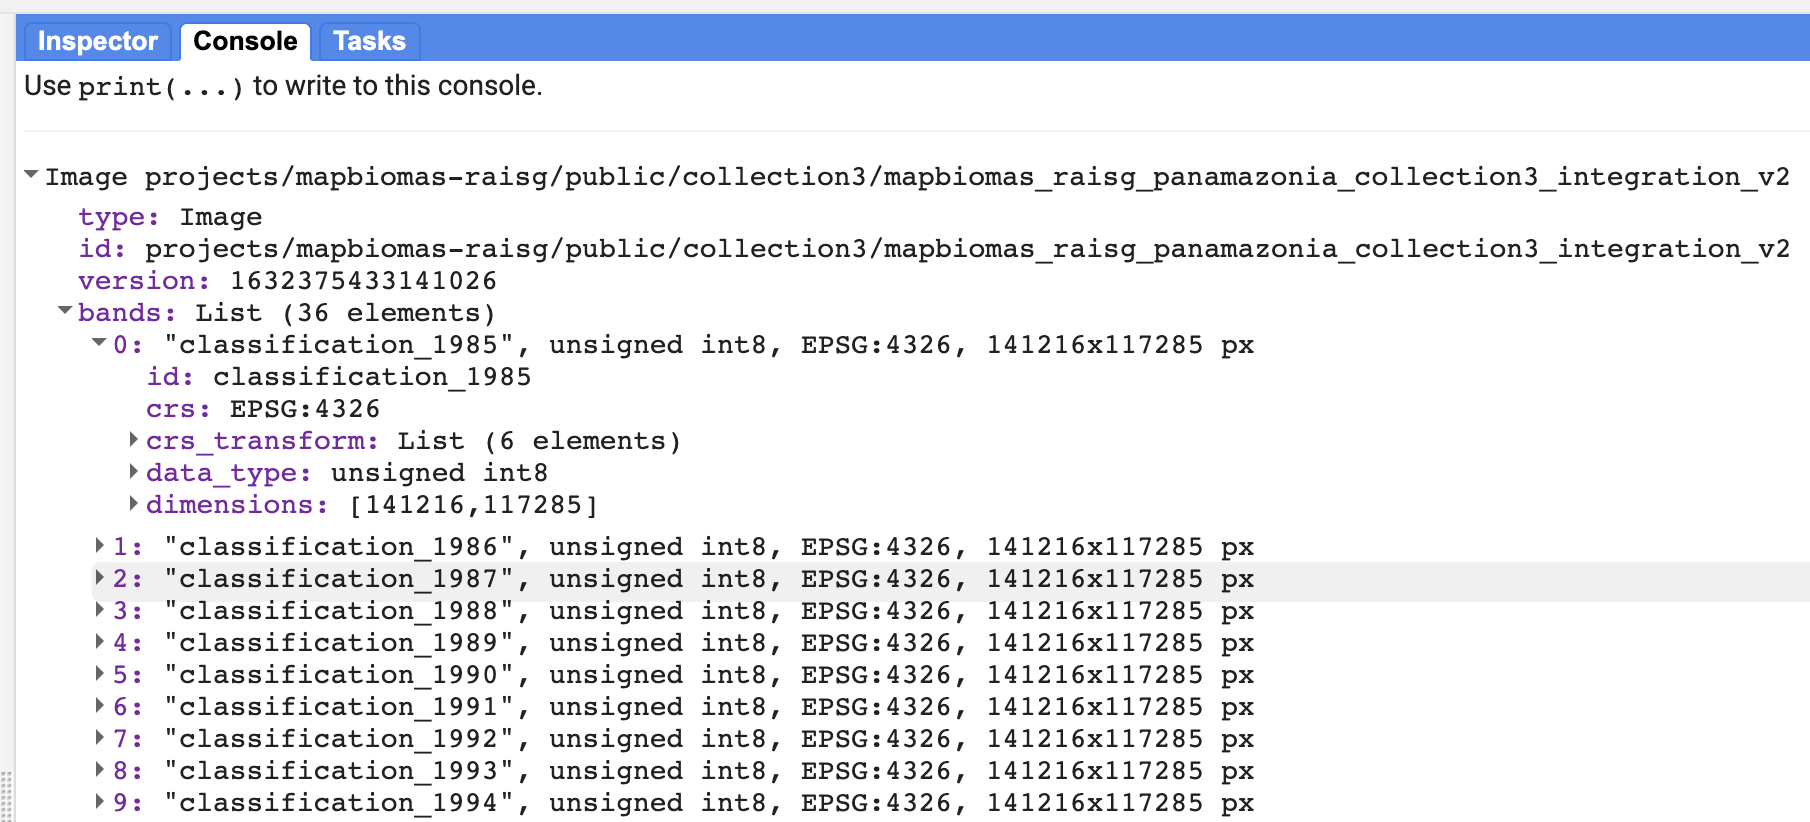 Inspector Console Tasks
Use print(...) to write to this console.
Image projects/mapbiomas-raisg/public/collection3/mapbiomas_raisg_panamazonia_collection3_integration_v2
type: Image
id: projects/mapbiomas-raisg/public/collection3/mapbiomas_raisg_panamazonia_collection3_integration_v2
version: 1632375433141026
bands: List (36 elements)
0: "classification_1985", unsigned int8, EPSG:4326, 141216x117285 px
id: classification_1985
crs: EPSG:4326
crs_transform: List (6 elements)
data_type: unsigned int8
dimensions: [141216,117285]
1: "classification_1986", unsigned int8, EPSG:4326, 141216x117285 px
2: "classification_1987", unsigned int8, EPSG:4326, 141216x117285 px
3: "classification_1988", unsigned int8, EPSG:4326, 141216x117285 px
4: "classification_1989", unsigned int8, EPSG:4326, 141216x117285 px
5: "classification_1990", unsigned int8, EPSG:4326, 141216x117285 px
6: "classification_1991", unsigned int8, EPSG:4326, 141216x117285 px
7: "classification_1992", unsigned int8, EPSG:4326, 141216x117285 px
8: "classification_1993", unsigned int8, EPSG:4326, 141216x117285 px
9: "classification_1994", unsigned int8, EPSG:4326, 141216x117285 px